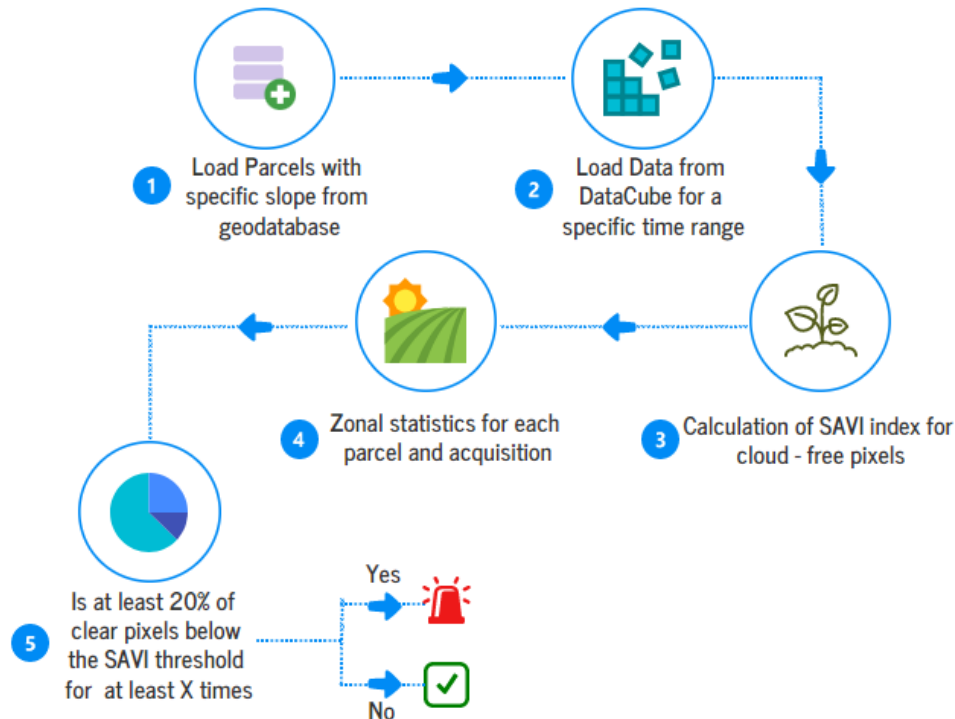 1
Load Parcels with
specific slope from
geodatabase
2
Load Data from
DataCube for a
specific time range
3
Calculation of SAVI index for
cloud - free pixels
4
Zonal statistics for each
parcel and acquisition
5
Is at least 20% of
clear pixels below
the SAVI threshold
for at least X times
Yes
No